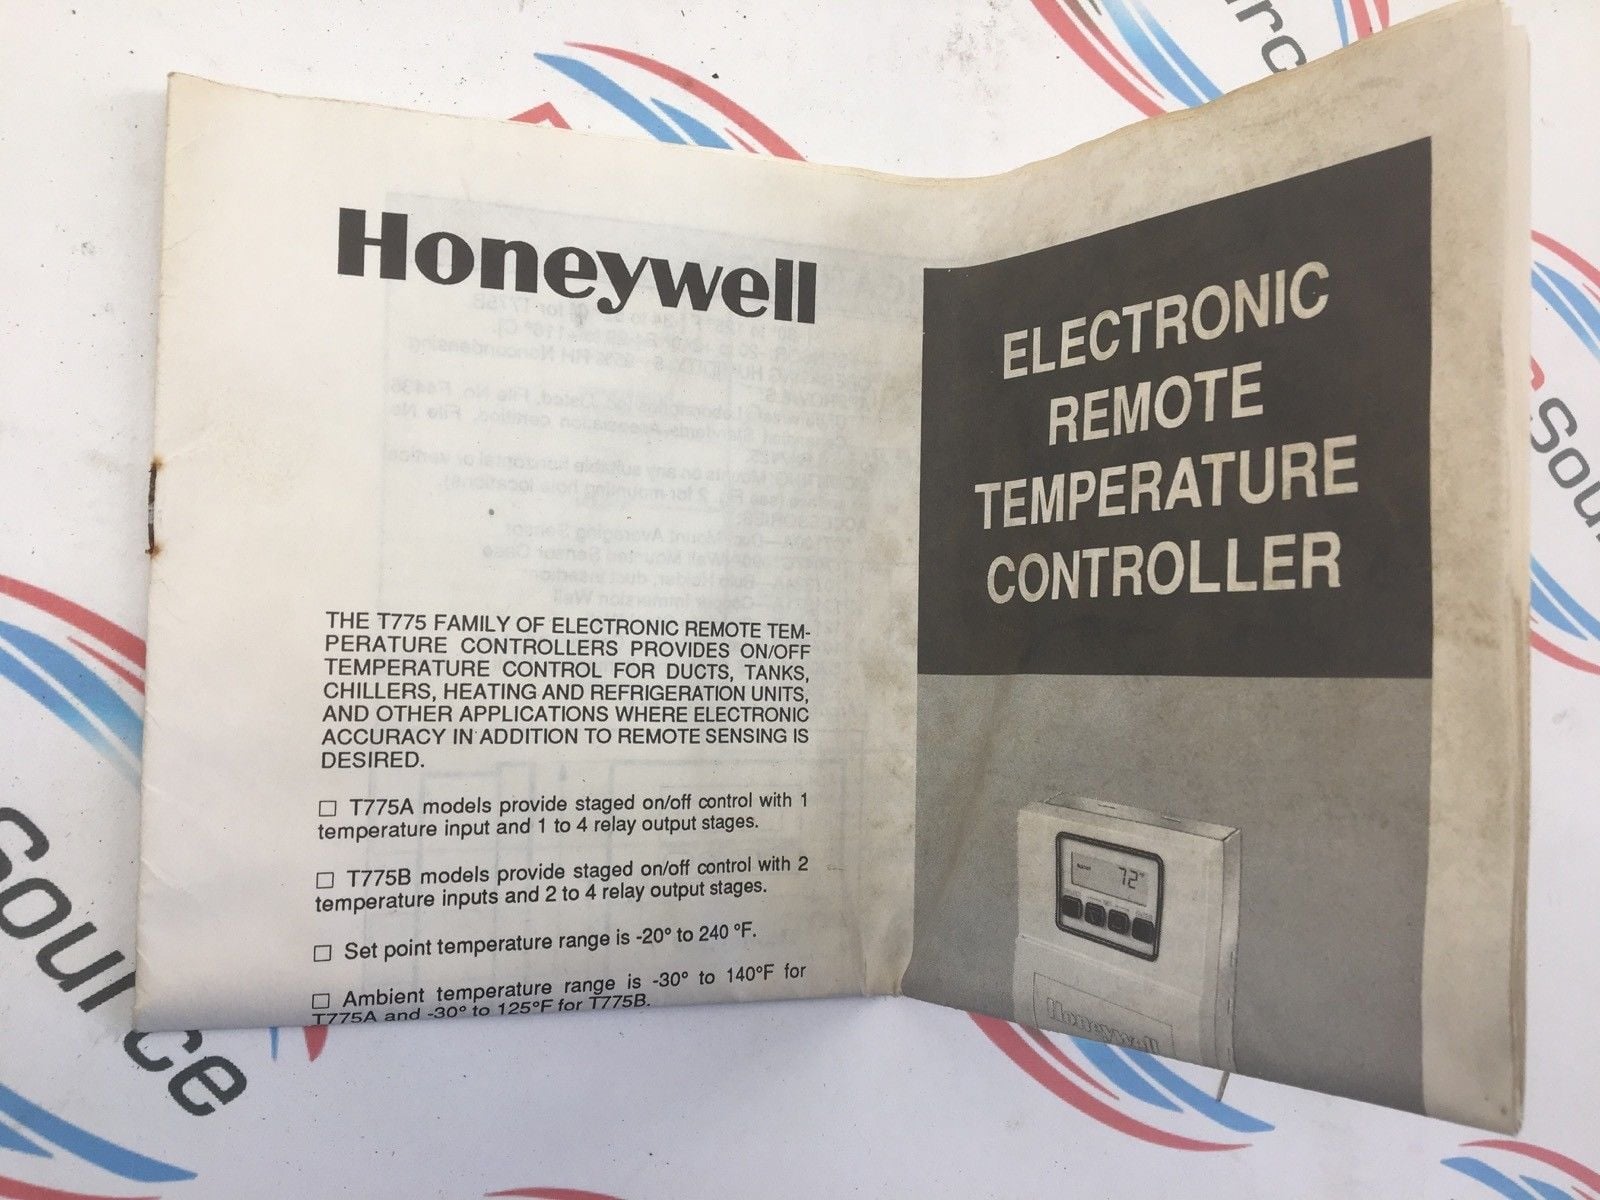 Honeywell
THE T775 FAMILY OF ELECTRONIC REMOTE TEM-
PERATURE CONTROLLERS PROVIDES ON/OFF
TEMPERATURE CONTROL FOR DUCTS, TANKS,
CHILLERS, HEATING AND REFRIGERATION UNITS,
AND OTHER APPLICATIONS WHERE ELECTRONIC
ACCURACY IN ADDITION TO REMOTE SENSING IS
DESIRED.
☐ T775A models provide staged on/off control with 1
temperature input and 1 to 4 relay output stages.
☐ T775B models provide staged on/off control with 2
temperature inputs and 2 to 4 relay output stages.
☐ Set point temperature range is -20° to 240 °F.
☐ Ambient temperature range is -30° to 140°F for
T775A and -30° to 125°F for T775B.
ELECTRONIC
REMOTE
TEMPERATURE
CONTROLLER
72°
Honeywell
Source
Sour
urc